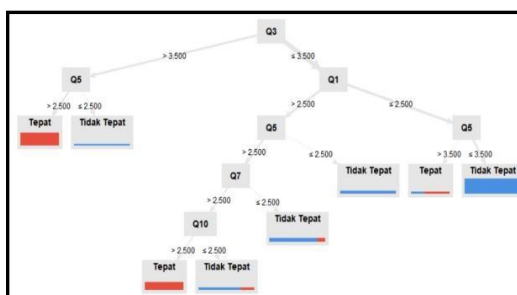 Q3
> 3.500 ≤ 3.500
Q5 Q1
> 2.500 ≤ 2.500 > 2.500 ≤ 2.500
Tepat Tidak Tepat Q5 Q5
> 2.500 ≤ 2.500 > 3.500 ≤ 3.500
Q7 Tidak Tepat Tepat Tidak Tepat
> 2.500 ≤ 2.500
Q10 Tidak Tepat
> 2.500 ≤ 2.500
Tepat Tidak Tepat